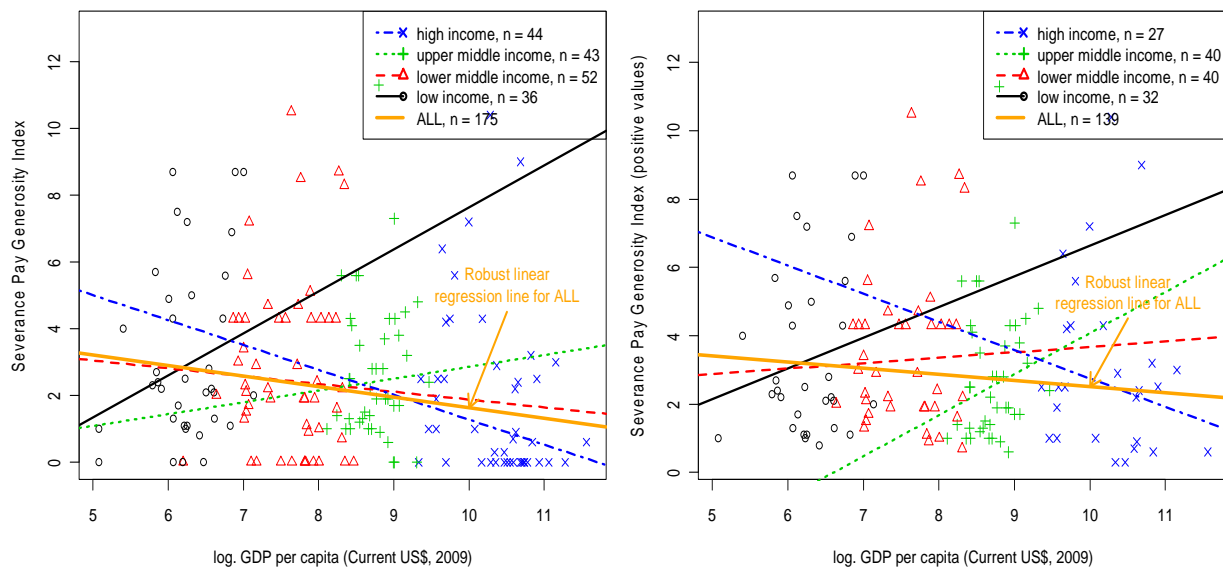 high income, n = 44
upper middle income, n = 43
lower middle income, n = 52
low income, n = 36
ALL, n = 175
Severance Pay Generosity Index
12
10
8
6
4
2
0
Robust linear
regression line for ALL
5 6 7 8 9 10 11
log. GDP per capita (Current US$, 2009)
high income, n = 27
upper middle income, n = 40
lower middle income, n = 40
low income, n = 32
ALL, n = 139
Severance Pay Generosity Index (positive values)
12
10
8
6
4
2
0
Robust linear
regression line for ALL
5 6 7 8 9 10 11
log. GDP per capita (Current US$, 2009)